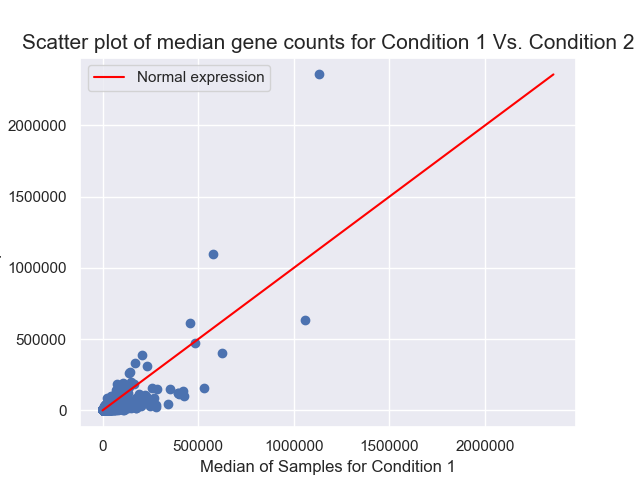 Scatter plot of median gene counts for Condition 1 Vs. Condition 2
Normal expression
2000000
1500000
1000000
500000
0
0 500000 1000000 1500000 2000000
Median of Samples for Condition 1